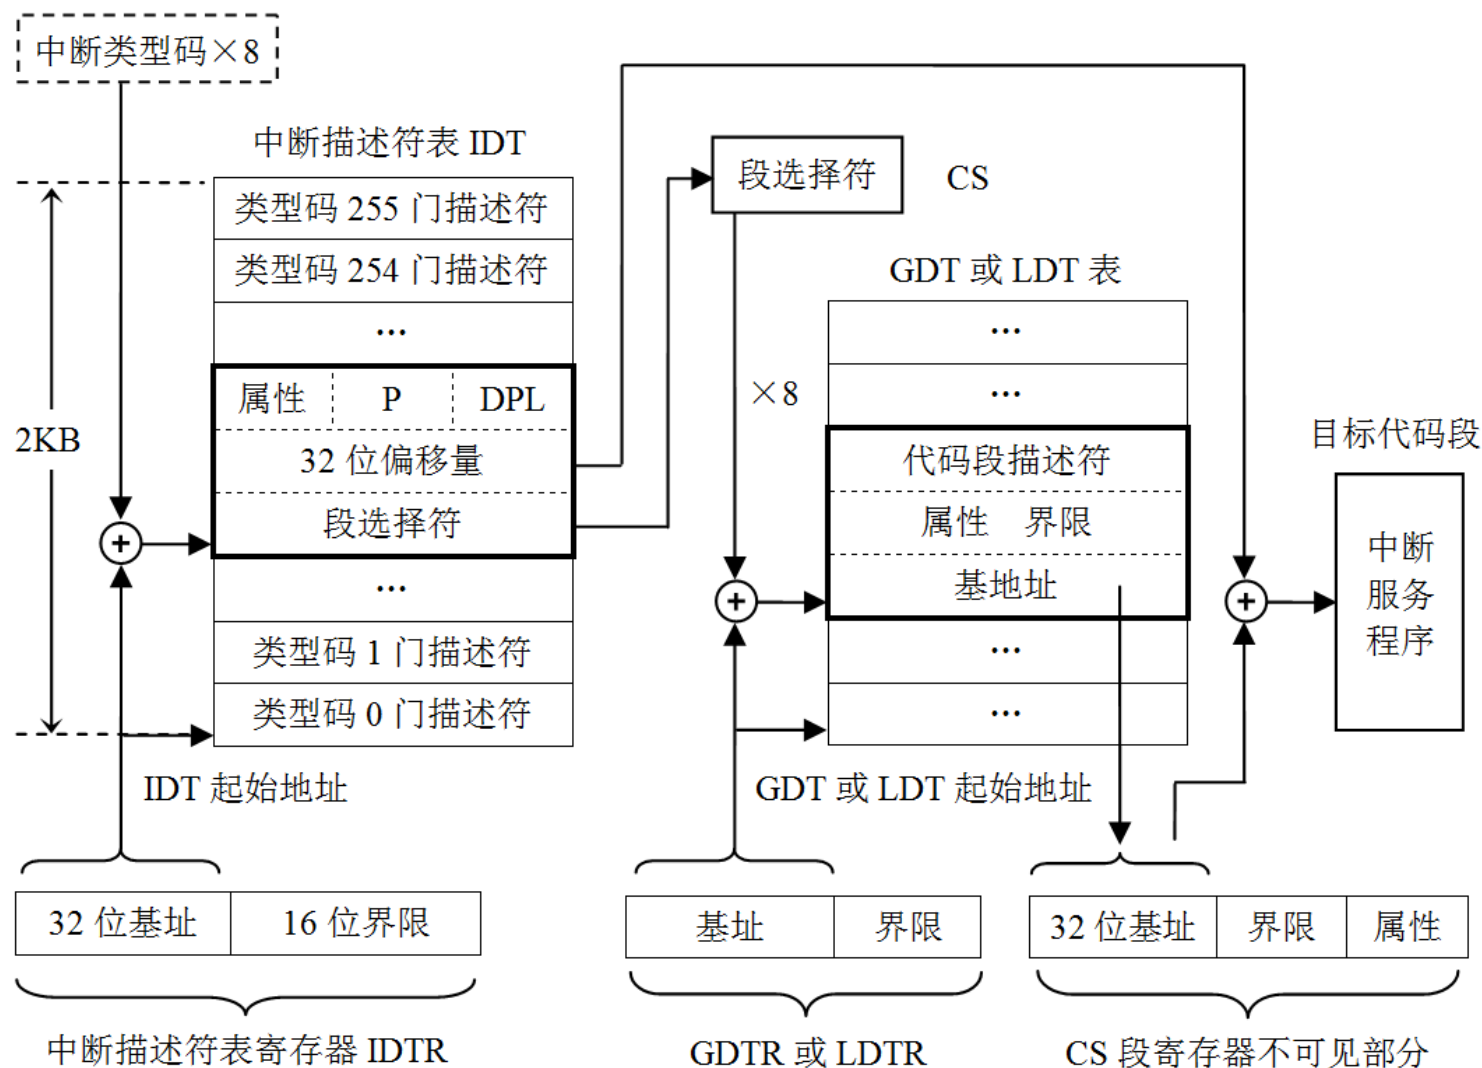 中断类型码×8
中断描述符表 IDT
类型码 255 门描述符
类型码 254 门描述符
...
属性 P DPL
32 位偏移量
段选择符
...
类型码 1 门描述符
类型码 0 门描述符
2KB
+
IDT 起始地址
32 位基址 16 位界限
中断描述符表寄存器 IDTR
段选择符 CS
GDT 或 LDT 表
×8
...
...
代码段描述符
属性 界限
基地址
...
...
+
GDT 或 LDT 起始地址
基址 界限
GDTR 或 LDTR
+
目标代码段
中断
服务
程序
32 位基址 界限 属性
CS 段寄存器不可见部分